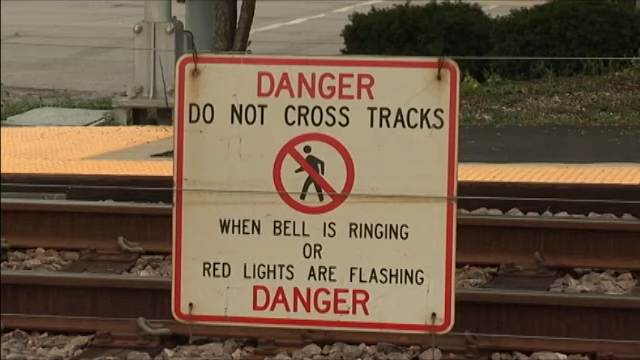 DANGER
DO NOT CROSS TRACKS
WHEN BELL IS RINGING
OR
RED LIGHTS ARE FLASHING
DANGER